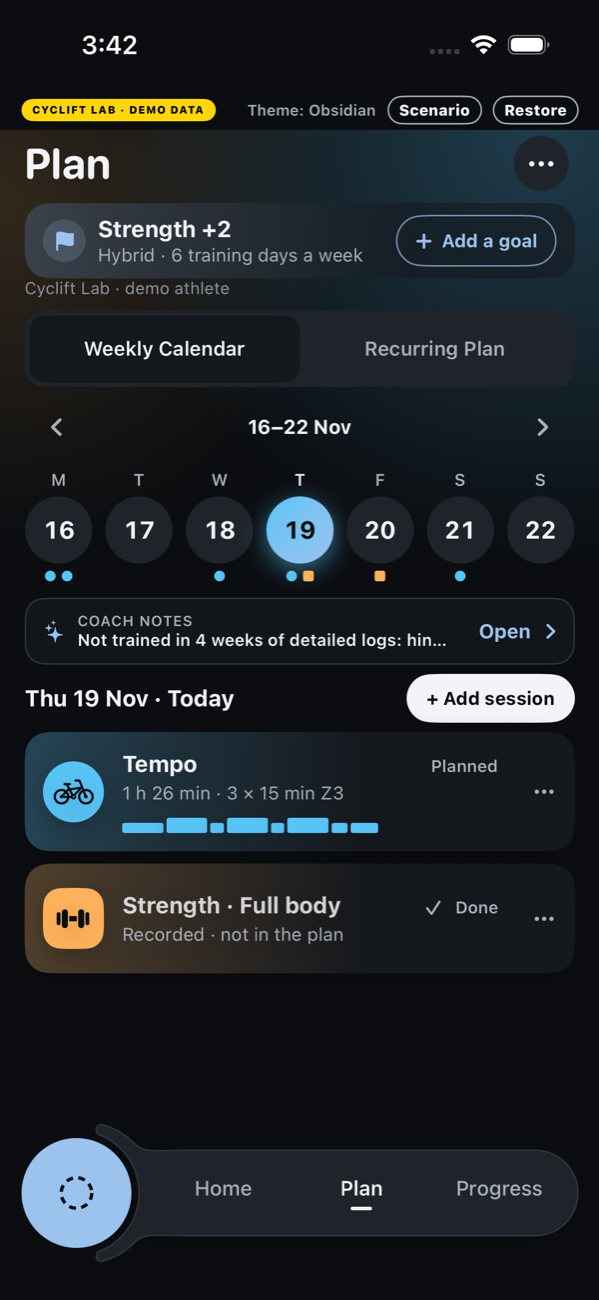 3:42
CYCLIFT LAB · DEMO DATA
Theme: Obsidian
Scenario
Restore
Plan
Strength +2
Hybrid · 6 training days a week
+ Add a goal
Cyclift Lab · demo athlete
Weekly Calendar
Recurring Plan
16–22 Nov
M T W T F S S
16 17 18 19 20 21 22
COACH NOTES
Not trained in 4 weeks of detailed logs: hin...
Open
Thu 19 Nov · Today
+ Add session
Tempo
Planned
1 h 26 min · 3 × 15 min Z3
Strength · Full body
Done
Recorded · not in the plan
Home
Plan
Progress